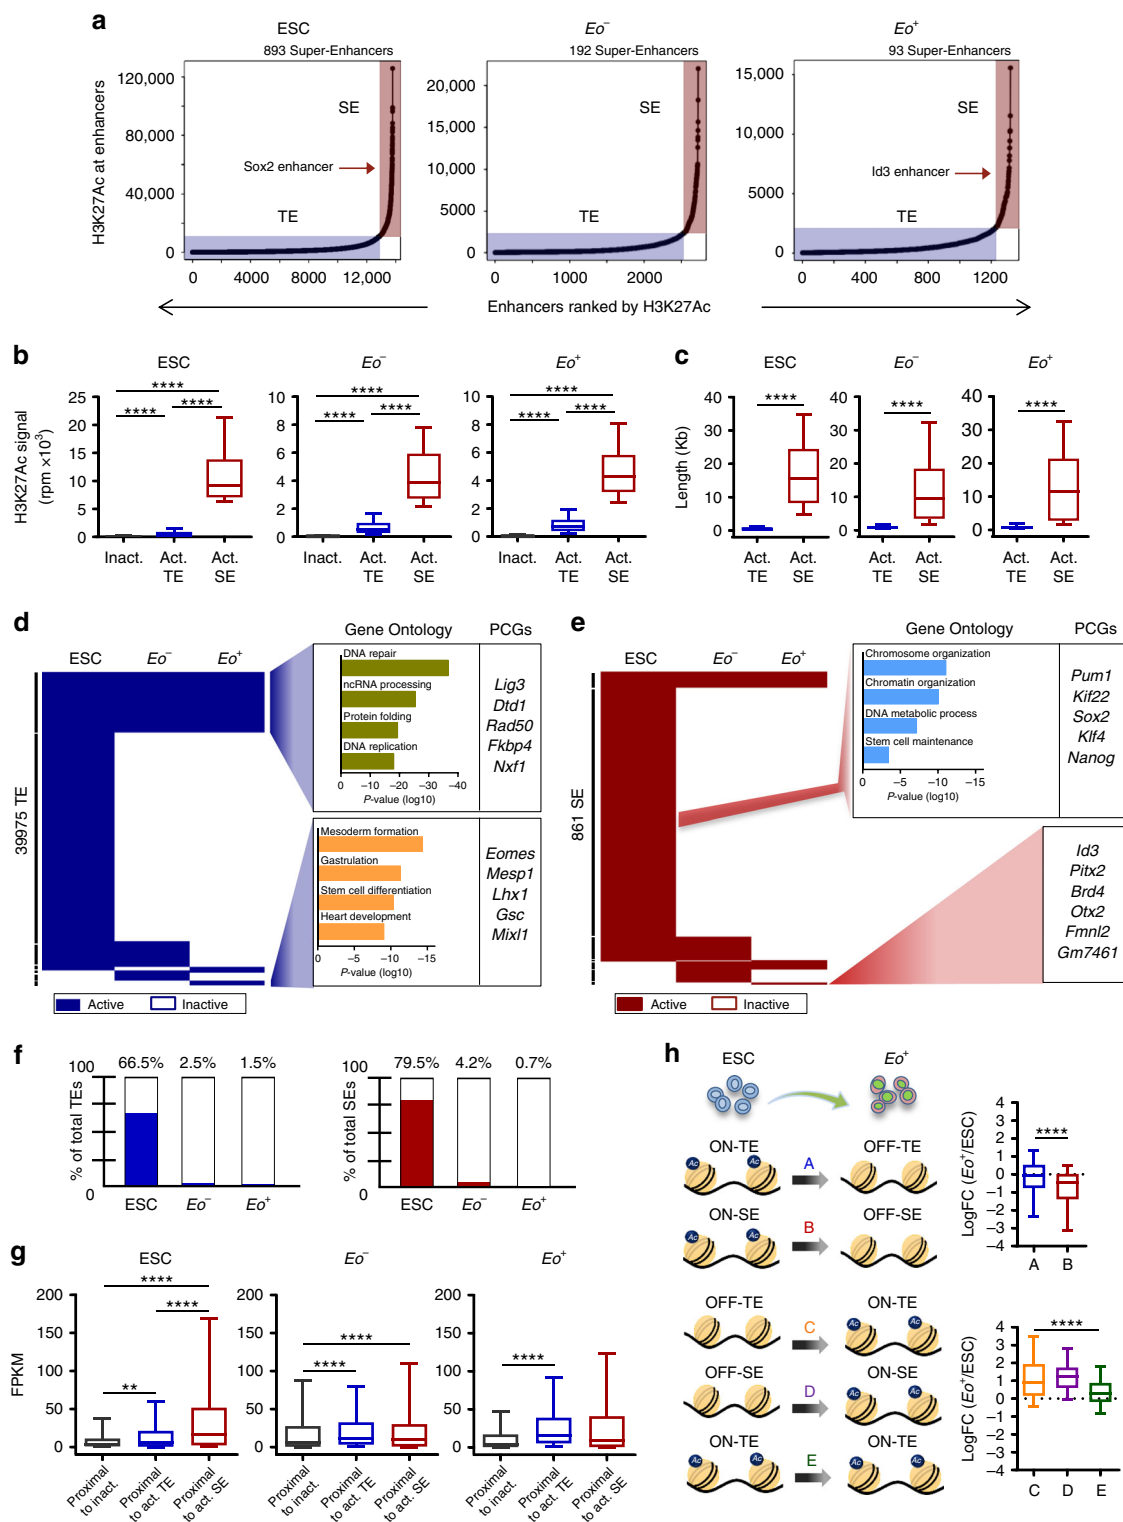 a
ESC
893 Super-Enhancers
Eo⁻
192 Super-Enhancers
Eo⁺
93 Super-Enhancers
H3K27Ac at enhancers
120,000
80,000
40,000
0
SE
Sox2 enhancer
TE
0 4000 8000 12,000
20,000
15,000
10,000
5000
0
SE
TE
0 1000 2000
15,000
10,000
5000
0
SE
Id3 enhancer
TE
0 400 800 1200
Enhancers ranked by H3K27Ac
b
H3K27Ac signal
(rpm ×10³)
ESC
25
20
15
10
5
0
****
**** ****
Inact. Act. TE Act. SE
Eo⁻
10
8
6
4
2
0
****
**** ****
Inact. Act. TE Act. SE
Eo⁺
10
8
6
4
2
0
****
**** ****
Inact. Act. TE Act. SE
c
Length (Kb)
ESC
40
30
20
10
0
****
Act. TE Act. SE
Eo⁻
40
30
20
10
0
****
Act. TE Act. SE
Eo⁺
40
30
20
10
0
****
Act. TE Act. SE
d
ESC Eo⁻ Eo⁺
39975 TE
Gene Ontology PCGs
DNA repair
ncRNA processing
Protein folding
DNA replication
0 –10 –20 –30 –40
P-value (log10)
Lig3
Dtd1
Rad50
Fkbp4
Nxf1
Mesoderm formation
Gastrulation
Stem cell differentiation
Heart development
0 –5 –10 –15
P-value (log10)
Eomes
Mesp1
Lhx1
Gsc
Mixl1
Active Inactive
e
ESC Eo⁻ Eo⁺
861 SE
Gene Ontology PCGs
Chromosome organization
Chromatin organization
DNA metabolic process
Stem cell maintenance
0 –5 –10 –15
P-value (log10)
Pum1
Kif22
Sox2
Klf4
Nanog
Id3
Pitx2
Brd4
Otx2
Fmnl2
Gm7461
Active Inactive
f
% of total TEs
100
0
66.5% 2.5% 1.5%
ESC Eo⁻ Eo⁺
% of total SEs
100
0
79.5% 4.2% 0.7%
ESC Eo⁻ Eo⁺
g
FPKM
ESC
200
150
100
50
0
****
****
**
Proximal to inact. Proximal to act. TE Proximal to act. SE
Eo⁻
200
150
100
50
0
****
****
Proximal to inact. Proximal to act. TE Proximal to act. SE
Eo⁺
200
150
100
50
0
****
Proximal to inact. Proximal to act. TE Proximal to act. SE
h
ESC Eo⁺
ON-TE A OFF-TE
Ac Ac
ON-SE B OFF-SE
Ac Ac
OFF-TE C ON-TE
Ac Ac
OFF-SE D ON-SE
Ac Ac
ON-TE E ON-TE
Ac Ac Ac Ac
LogFC (Eo⁺/ESC)
4
3
2
1
0
–1
–2
–3
–4
****
A B
LogFC (Eo⁺/ESC)
4
3
2
1
0
–1
–2
–3
–4
****
C D E